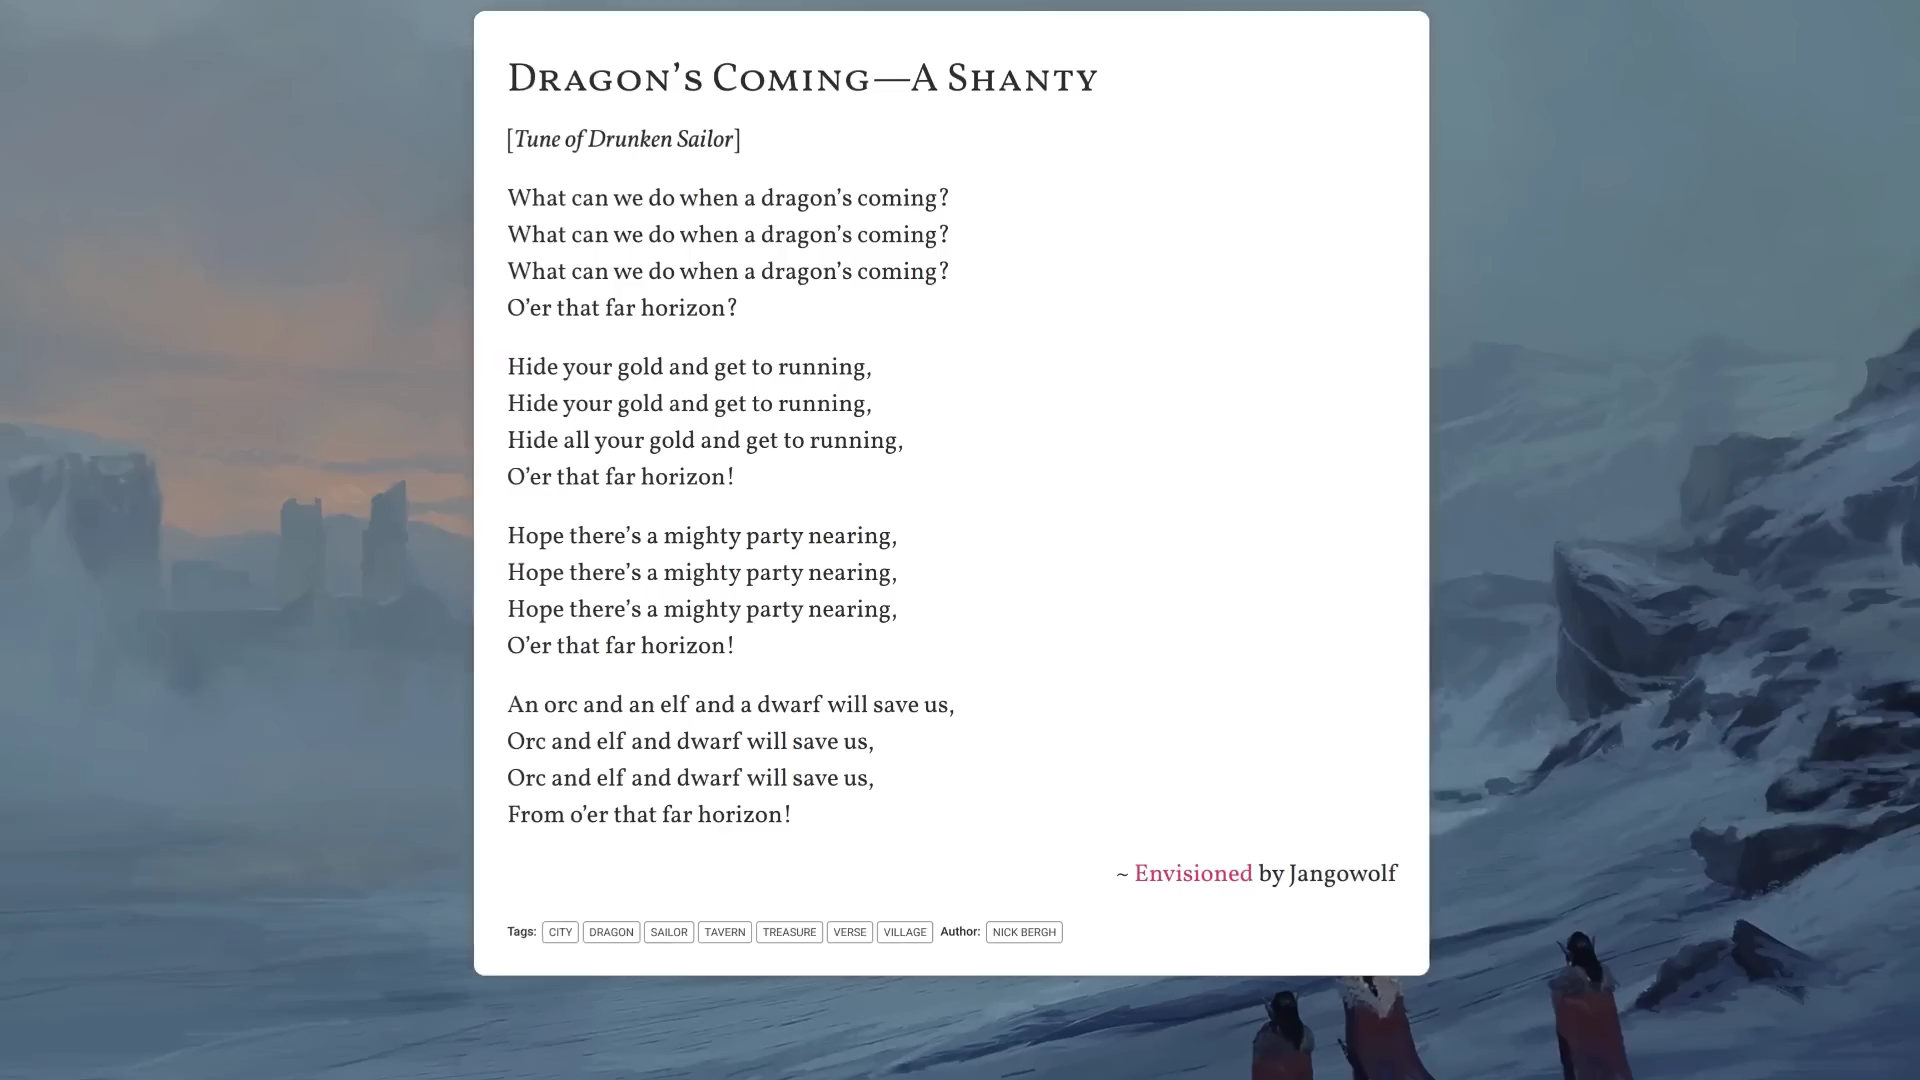 Dragon’s Coming—A Shanty
[Tune of Drunken Sailor]
What can we do when a dragon’s coming?
What can we do when a dragon’s coming?
What can we do when a dragon’s coming?
O’er that far horizon?
Hide your gold and get to running,
Hide your gold and get to running,
Hide all your gold and get to running,
O’er that far horizon!
Hope there’s a mighty party nearing,
Hope there’s a mighty party nearing,
Hope there’s a mighty party nearing,
O’er that far horizon!
An orc and an elf and a dwarf will save us,
Orc and elf and dwarf will save us,
Orc and elf and dwarf will save us,
From o’er that far horizon!
~ Envisioned by Jangowolf
Tags: CITY DRAGON SAILOR TAVERN TREASURE VERSE VILLAGE Author: NICK BERGH